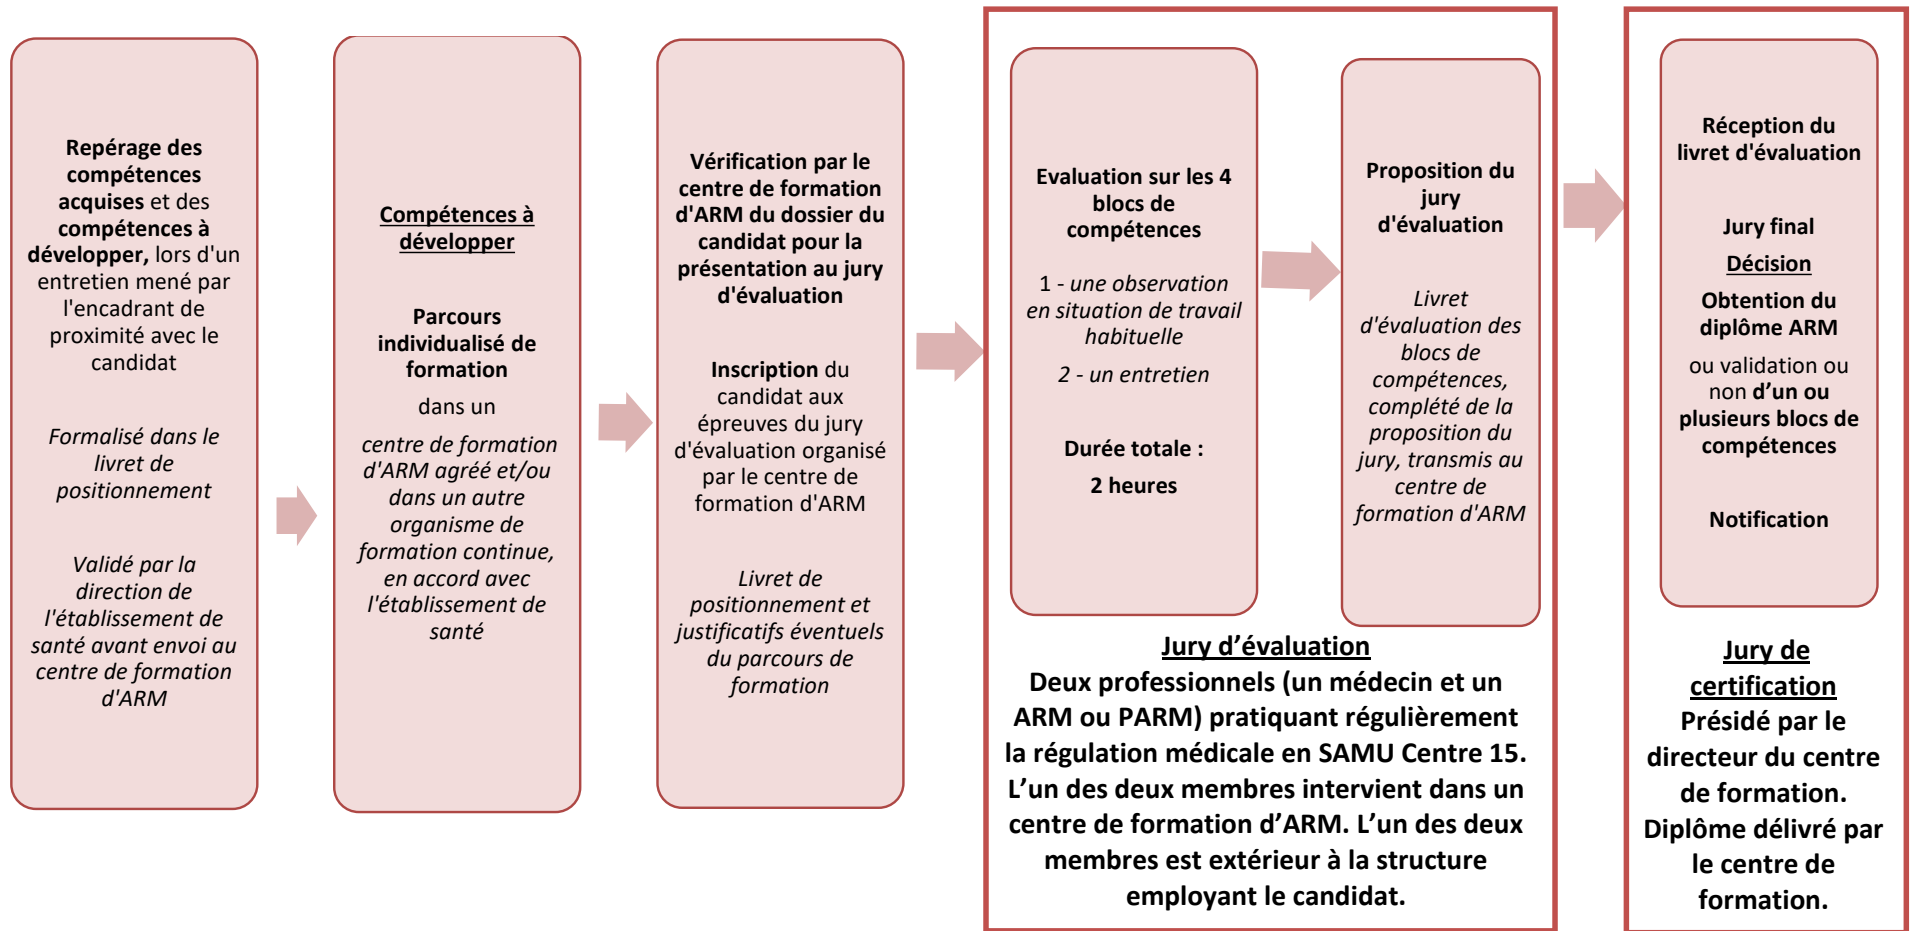 Repérage des
compétences
acquises et des
compétences à
développer, lors d'un
entretien mené par
l'encadrant de
proximité avec le
candidat
Formalisé dans le
livret de
positionnement
Validé par la
direction de
l'établissement de
santé avant envoi au
centre de formation
d'ARM
Compétences à
développer
Parcours
individualisé de
formation
dans un
centre de formation
d'ARM agréé et/ou
dans un autre
organisme de
formation continue,
en accord avec
l'établissement de
santé
Vérification par le
centre de formation
d'ARM du dossier du
candidat pour la
présentation au jury
d'évaluation
Inscription du
candidat aux
épreuves du jury
d'évaluation organisé
par le centre de
formation d'ARM
Livret de
positionnement et
justificatifs éventuels
du parcours de
formation
Evaluation sur les 4
blocs de
compétences
1 - une observation
en situation de travail
habituelle
2 - un entretien
Durée totale :
2 heures
Proposition du
jury
d'évaluation
Livret
d'évaluation des
blocs de
compétences,
complété de la
proposition du
jury, transmis au
centre de
formation d'ARM
Jury d’évaluation
Deux professionnels (un médecin et un
ARM ou PARM) pratiquant régulièrement
la régulation médicale en SAMU Centre 15.
L’un des deux membres intervient dans un
centre de formation d’ARM. L’un des deux
membres est extérieur à la structure
employant le candidat.
Réception du
livret d'évaluation
Jury final
Décision
Obtention du
diplôme ARM
ou validation ou
non d’un ou
plusieurs blocs de
compétences
Notification
Jury de
certification
Présidé par le
directeur du centre
de formation.
Diplôme délivré par
le centre de
formation.